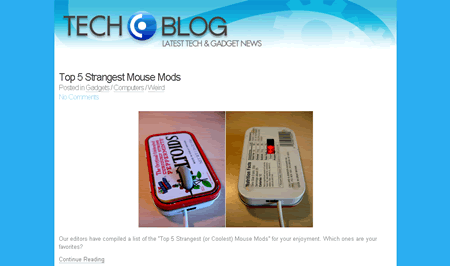 TECH BLOG
LATEST TECH & GADGET NEWS
Top 5 Strangest Mouse Mods
Posted in Gadgets / Computers / Weird
No Comments
ALTOIDS
Nutrition Facts
Our editors have compiled a list of the "Top 5 Strangest (or Coolest) Mouse Mods" for your enjoyment. Which ones are your
favorites?
Continue Reading